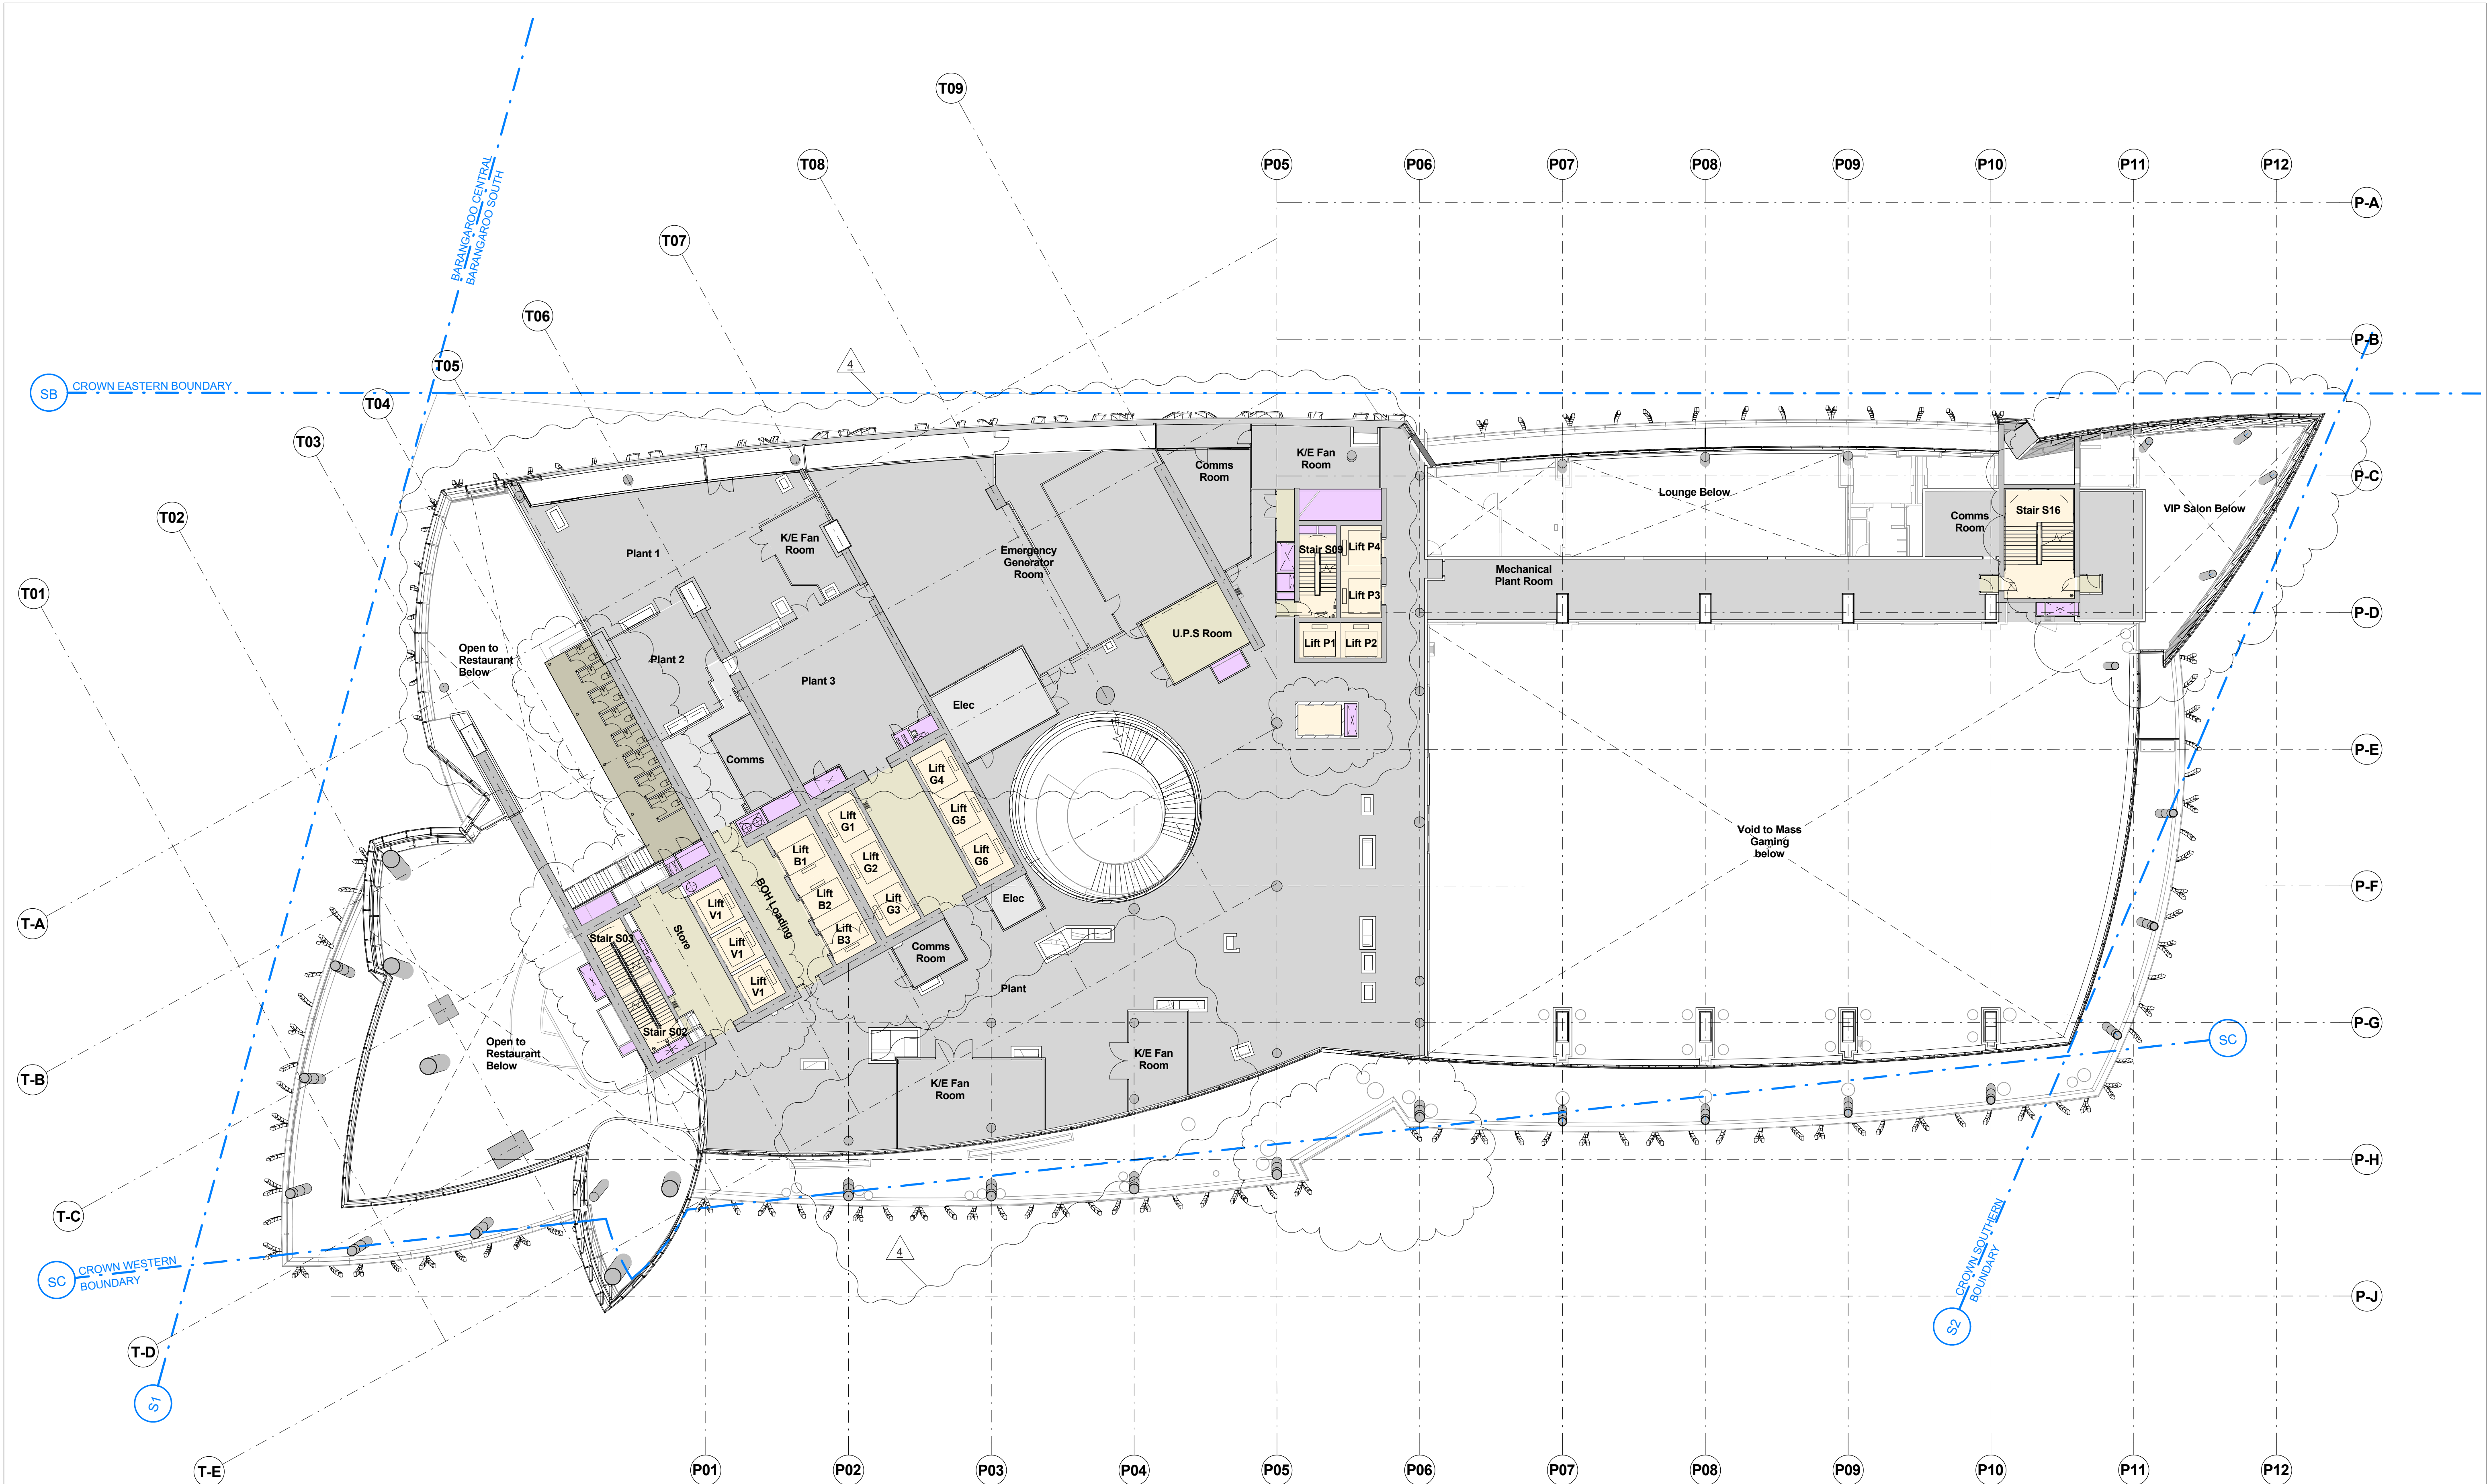 T09
T08
P05
P06
P07
P08
P09
P10
P11
P12
P-A
BARANGAROO CENTRAL
BARANGAROO SOUTH
T07
T06
P-B
T05
4
SB
CROWN EASTERN BOUNDARY
T04
T03
K/E Fan
Room
Comms
Room
P-C
Lounge Below
Stair S16
VIP Salon Below
Comms
Room
T02
K/E Fan
Room
Plant 1
Emergency
Generator
Room
Stair S09
Lift P4
Mechanical
Plant Room
T01
Lift P3
P-D
U.P.S Room
Lift P1
Lift P2
Open to
Restaurant
Below
Plant 2
Plant 3
Elec
Comms
P-E
Lift
G4
Lift
G5
Lift
G6
Lift
G1
Lift
G2
Lift
G3
Lift
B1
Lift
B2
Lift
B3
Void to Mass
Gaming
below
P-F
BOH Loading
Elec
Lift
V1
Lift
V1
Lift
V1
Store
Stair S03
T-A
Comms
Room
Plant
P-G
SC
Stair S02
Open to
Restaurant
Below
K/E Fan
Room
K/E Fan
Room
T-B
P-H
T-C
4
SC
CROWN WESTERN
BOUNDARY
CROWN SOUTHERN
BOUNDARY
P-J
S2
T-D
S1
T-E
P01
P02
P03
P04
P05
P06
P07
P08
P09
P10
P11
P12